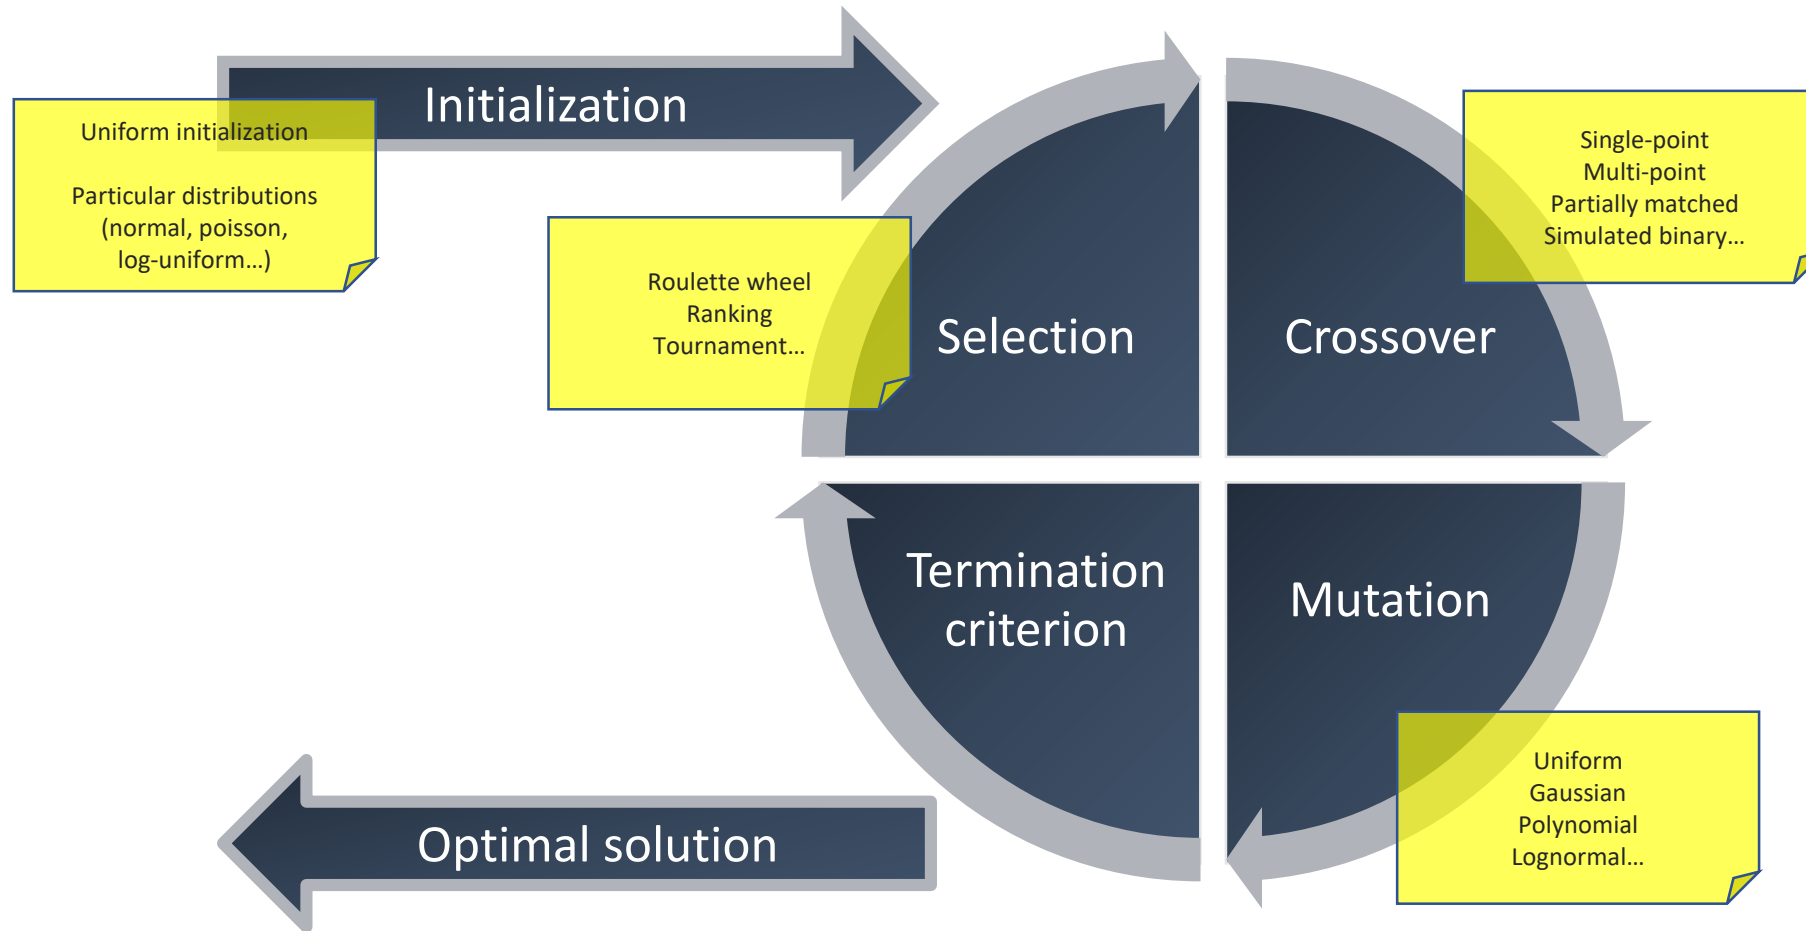 Initialization
Uniform initialization
Particular distributions
(normal, poisson,
log-uniform...)
Roulette wheel
Ranking
Tournament...
Selection
Crossover
Single-point
Multi-point
Partially matched
Simulated binary...
Termination
criterion
Mutation
Uniform
Gaussian
Polynomial
Lognormal...
Optimal solution